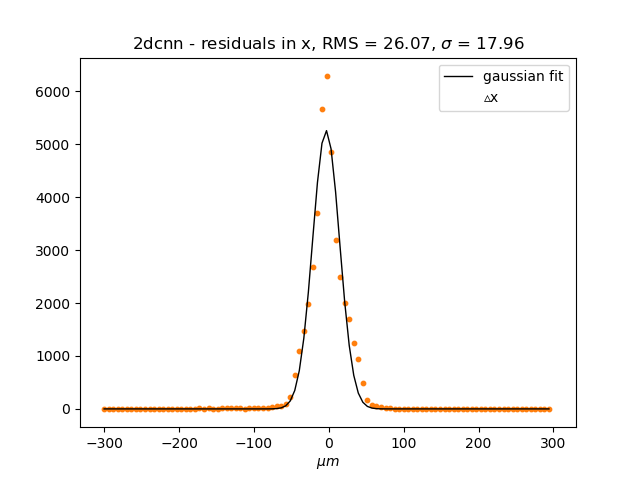 2dcnn - residuals in x, RMS = 26.07, σ = 17.96
gaussian fit
△x
6000
5000
4000
3000
2000
1000
0
−300 −200 −100 0 100 200 300
μm